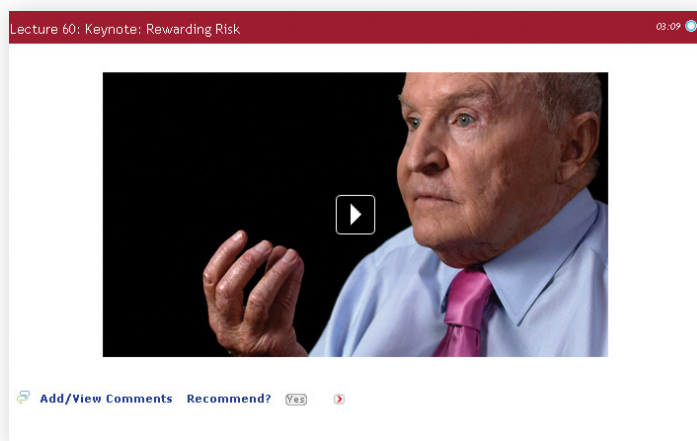 Lecture 60: Keynote: Rewarding Risk
03:09
Add/View Comments Recommend? Yes